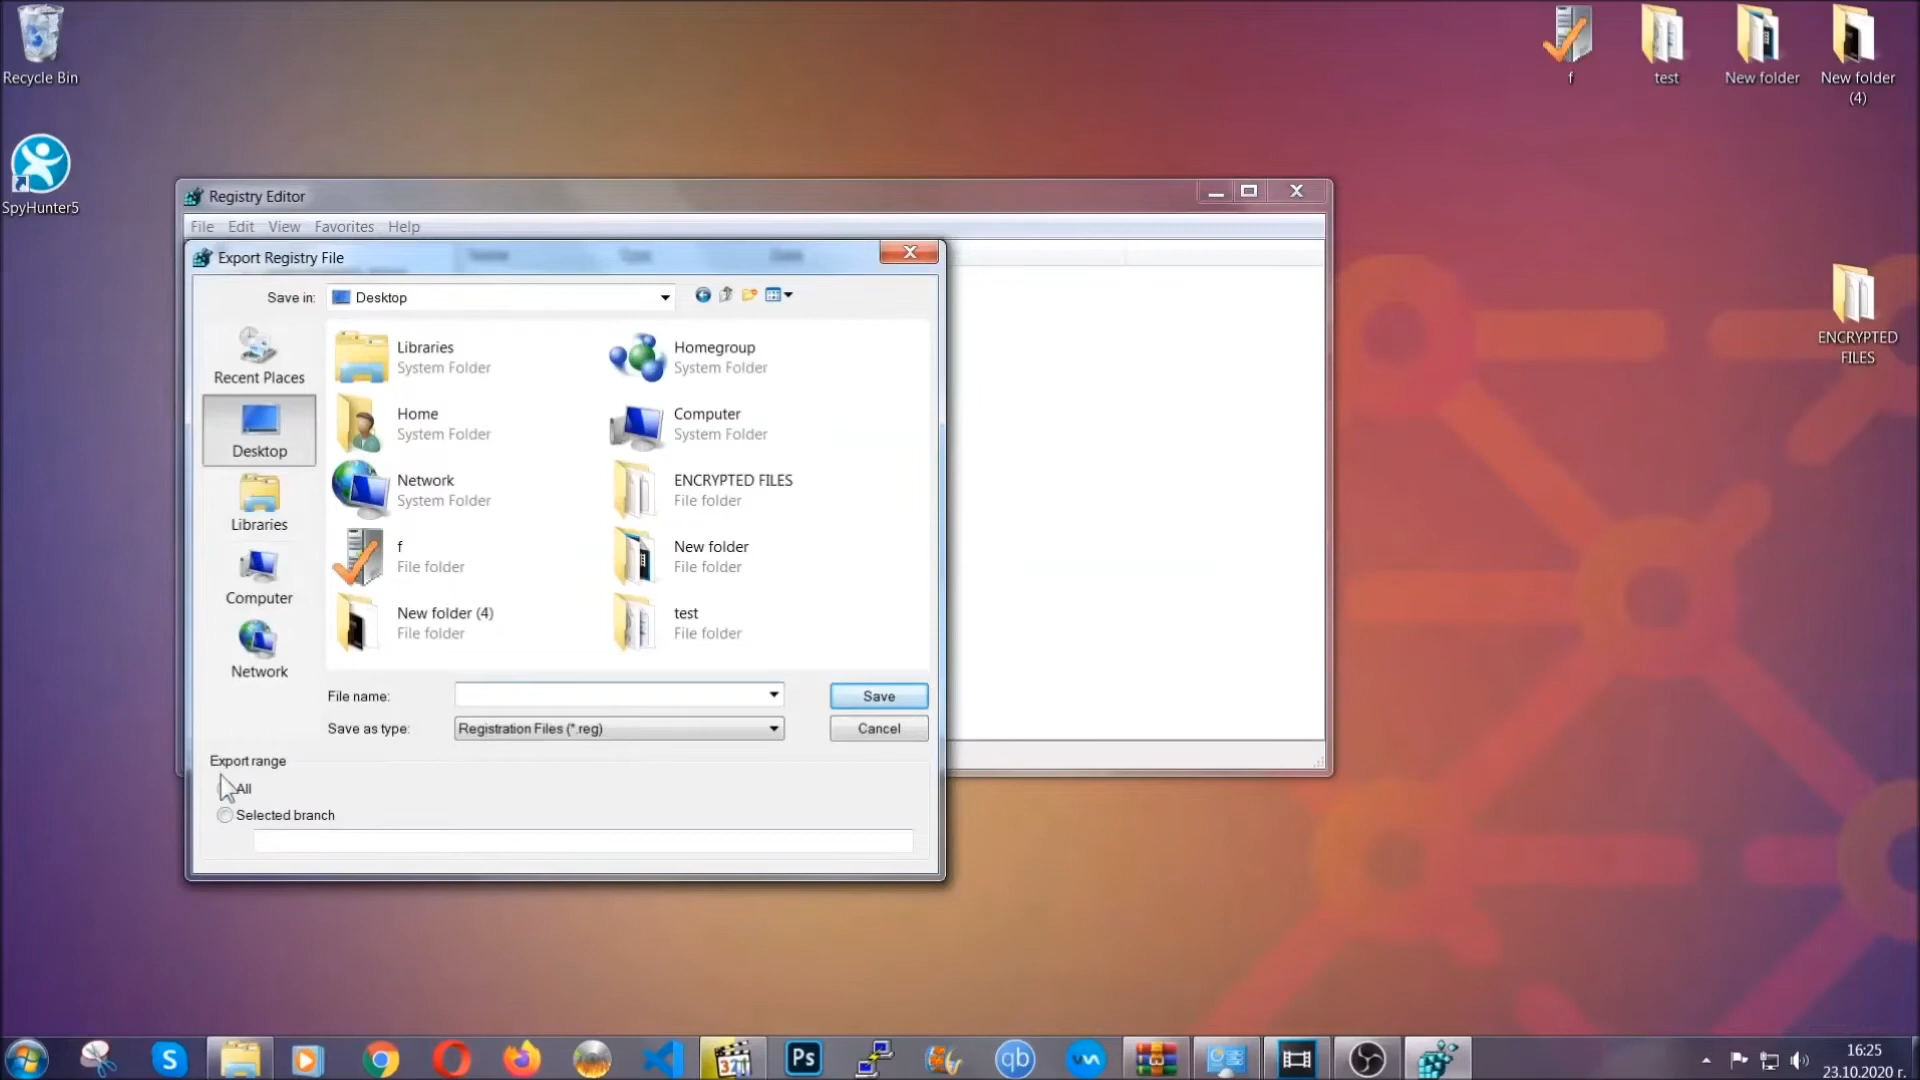 Recycle Bin
SpyHunter5
f
test
New folder
New folder
(4)
ENCRYPTED
FILES
Registry Editor
File Edit View Favorites Help
Export Registry File
Save in:
Desktop
Recent Places
Desktop
Libraries
Computer
Network
Libraries
System Folder
Homegroup
System Folder
Home
System Folder
Computer
System Folder
Network
System Folder
ENCRYPTED FILES
File folder
f
File folder
New folder
File folder
New folder (4)
File folder
test
File folder
File name:
Save
Save as type:
Registration Files (*.reg)
Cancel
Export range
All
Selected branch
S
321
Ps
qb
16:25
23.10.2020 г.